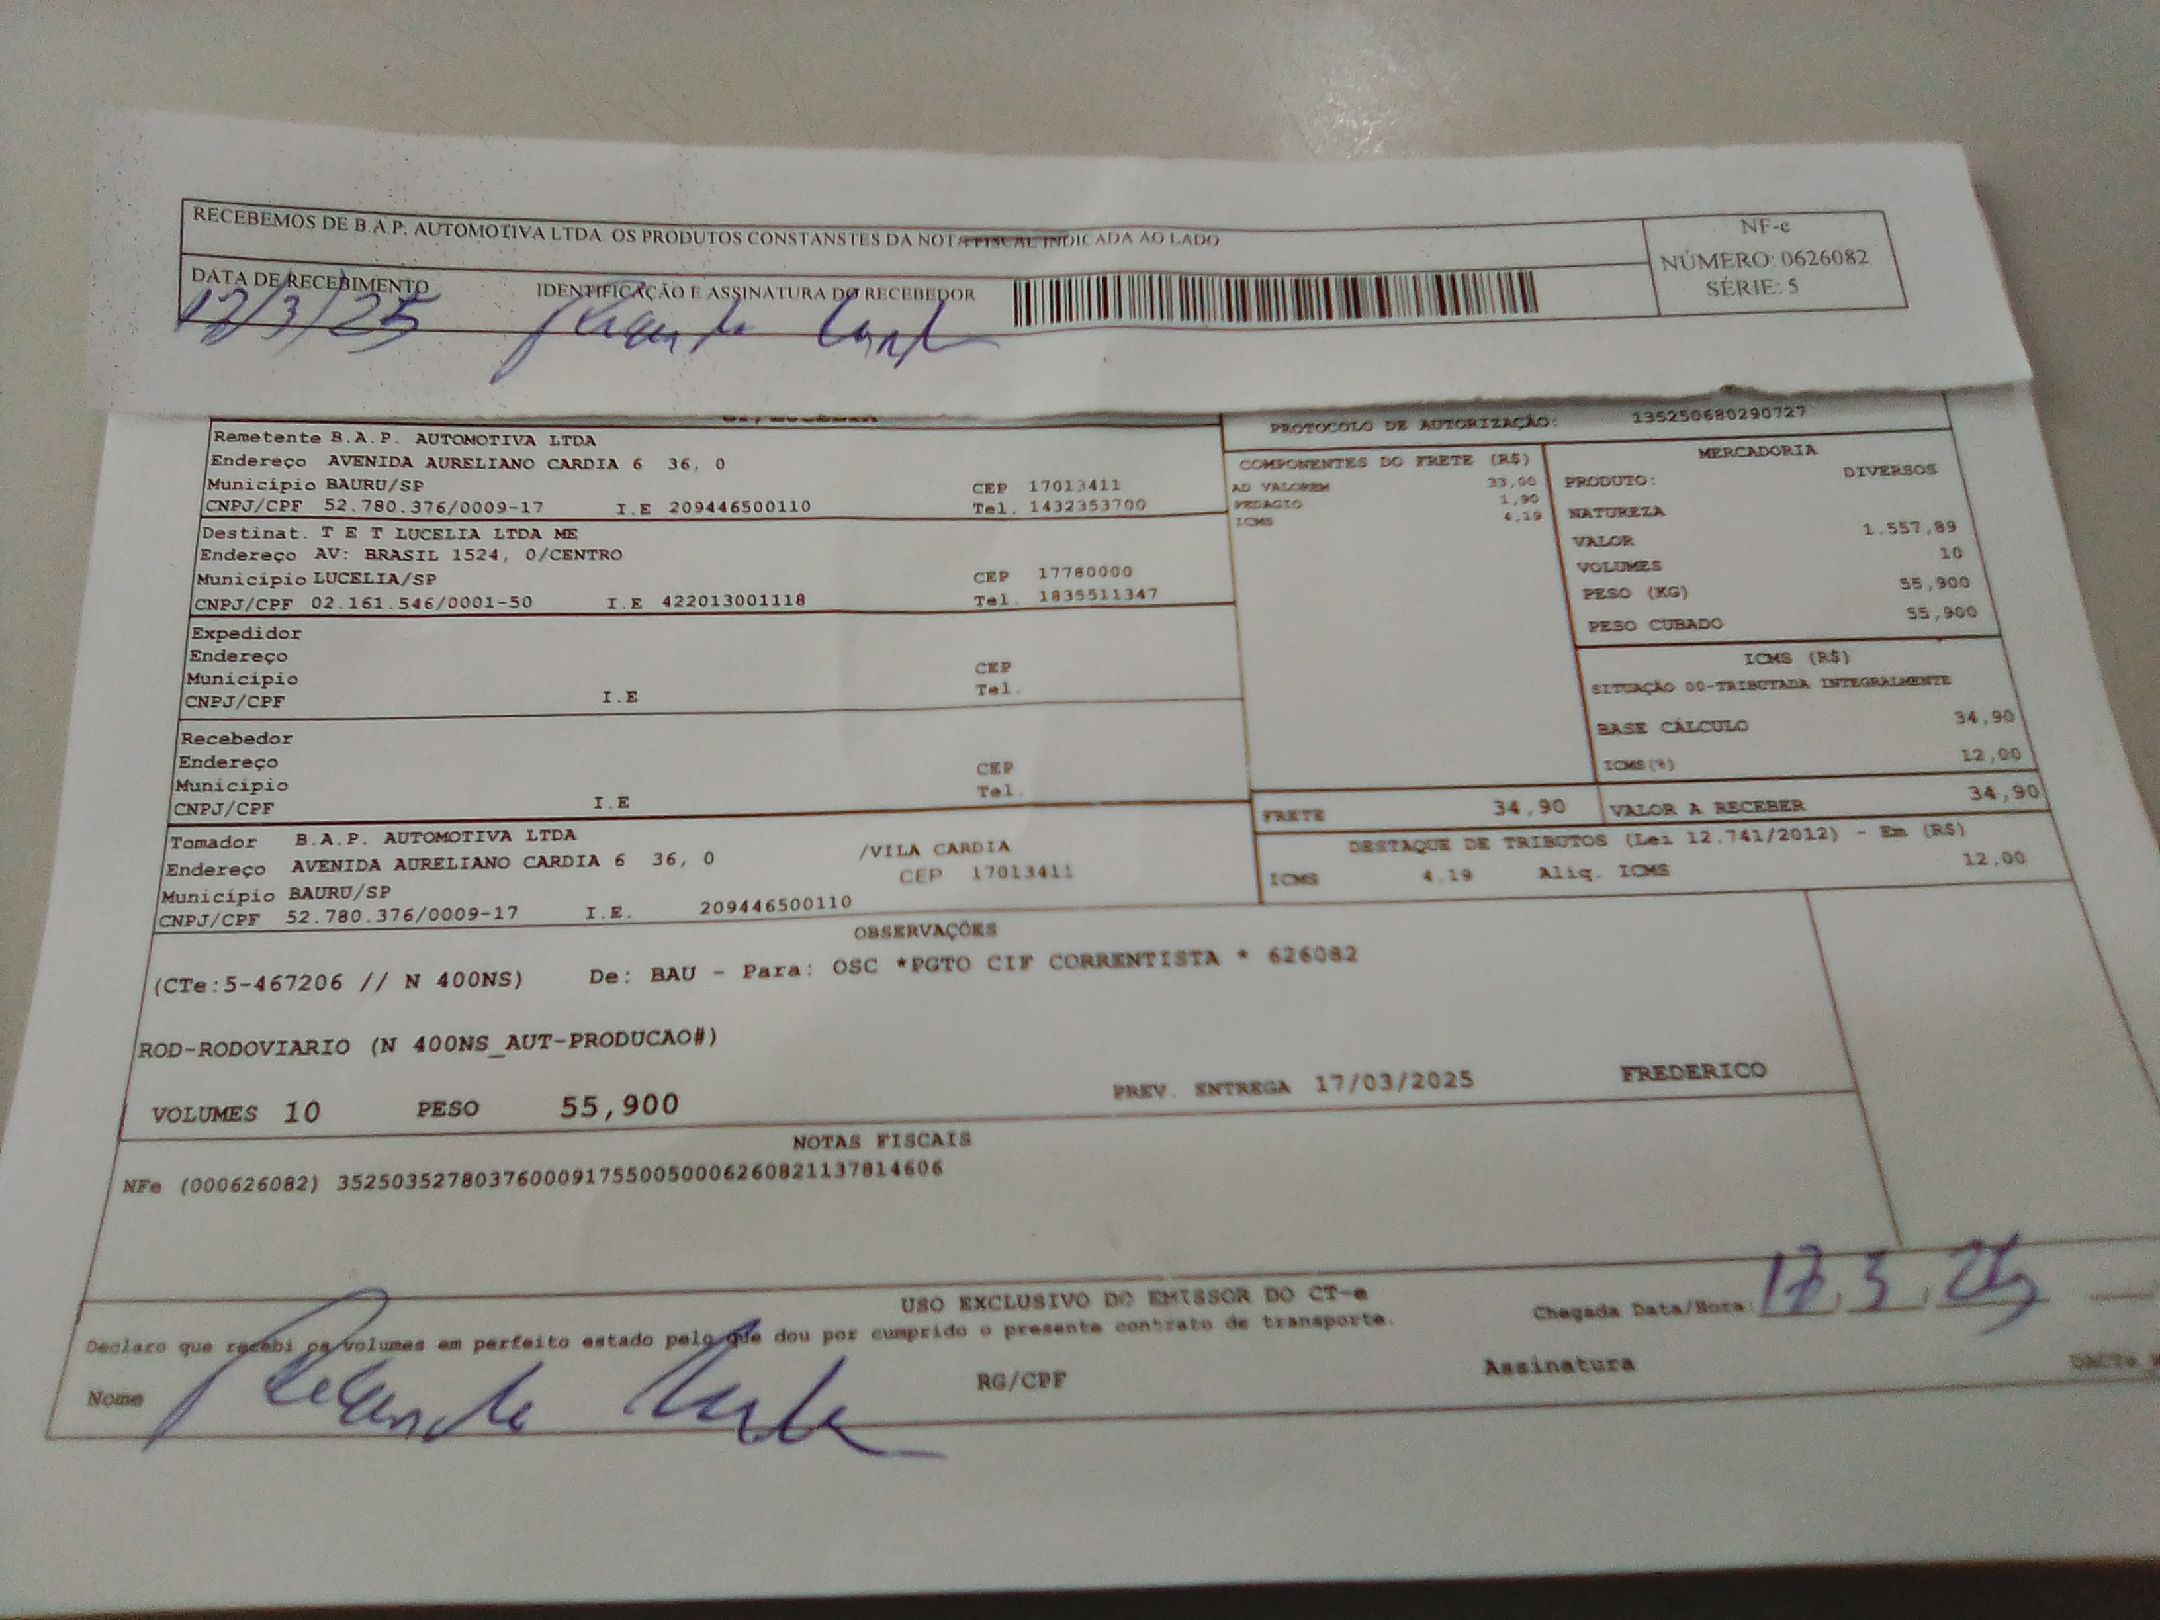 RECEBEMOS DE B.A.P. AUTOMOTIVA LTDA OS PRODUTOS CONSTANSTES DA NOTA FISCAL INDICADA AO LADO
NF-e
NÚMERO: 0626082
SÉRIE: 5
DATA DE RECEBIMENTO IDENTIFICAÇÃO E ASSINATURA DO RECEBEDOR
17/3/25
PROTOCOLO DE AUTORIZAÇÃO: 135250680290727
Remetente B.A.P. AUTOMOTIVA LTDA
Endereço AVENIDA AURELIANO CARDIA 6 36, 0
Município BAURU/SP CEP 17013411
CNPJ/CPF 52.780.376/0009-17 I.E 209446500110 Tel. 1432353700
Destinat. T E T LUCELIA LTDA ME
Endereço AV: BRASIL 1524, 0/CENTRO
Município LUCELIA/SP CEP 17780000
CNPJ/CPF 02.161.546/0001-50 I.E 422013001118 Tel. 1835511347
Expedidor
Endereço
Município CEP
CNPJ/CPF I.E Tel.
Recebedor
Endereço
Município CEP
CNPJ/CPF I.E Tel.
Tomador B.A.P. AUTOMOTIVA LTDA
Endereço AVENIDA AURELIANO CARDIA 6 36, 0 /VILA CARDIA
Município BAURU/SP CEP 17013411
CNPJ/CPF 52.780.376/0009-17 I.E. 209446500110
COMPONENTES DO FRETE (R$)
AD VALOREM 33,00
PEDAGIO 1,90
ICMS 4,19
MERCADORIA
PRODUTO: DIVERSOS
NATUREZA
VALOR 1.557,89
VOLUMES 10
PESO (KG) 55,900
PESO CUBADO 55,900
ICMS (R$)
SITUAÇÃO 00-TRIBUTADA INTEGRALMENTE
BASE CÁLCULO 34,90
ICMS(%) 12,00
FRETE 34,90 VALOR A RECEBER 34,90
DESTAQUE DE TRIBUTOS (Lei 12.741/2012) - Em (R$)
ICMS 4.19 Aliq. ICMS 12,00
OBSERVAÇÕES
(CTe:5-467206 // N 400NS) De: BAU - Para: OSC *PGTO CIF CORRENTISTA * 626082
ROD-RODOVIARIO (N 400NS_AUT-PRODUCAO#)
VOLUMES 10 PESO 55,900 PREV. ENTREGA 17/03/2025 FREDERICO
NOTAS FISCAIS
NFe (000626082) 35250352780376000917550050006260821137814606
USO EXCLUSIVO DO EMISSOR DO CT-e
Declaro que recebi os volumes em perfeito estado pelo que dou por cumprido o presente contrato de transporte.
Chegada Data/Hora: 17 3 25
Nome RG/CPF Assinatura